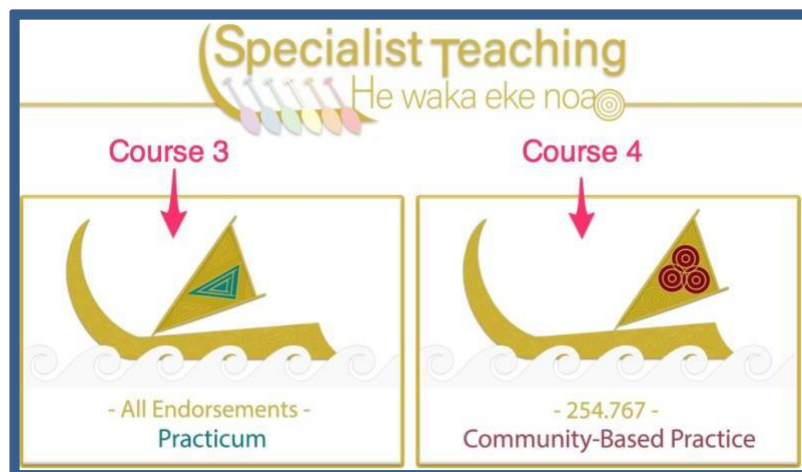 Specialist Teaching
He waka eke noa
Course 3
Course 4
- All Endorsements -
Practicum
- 254.767 -
Community-Based Practice